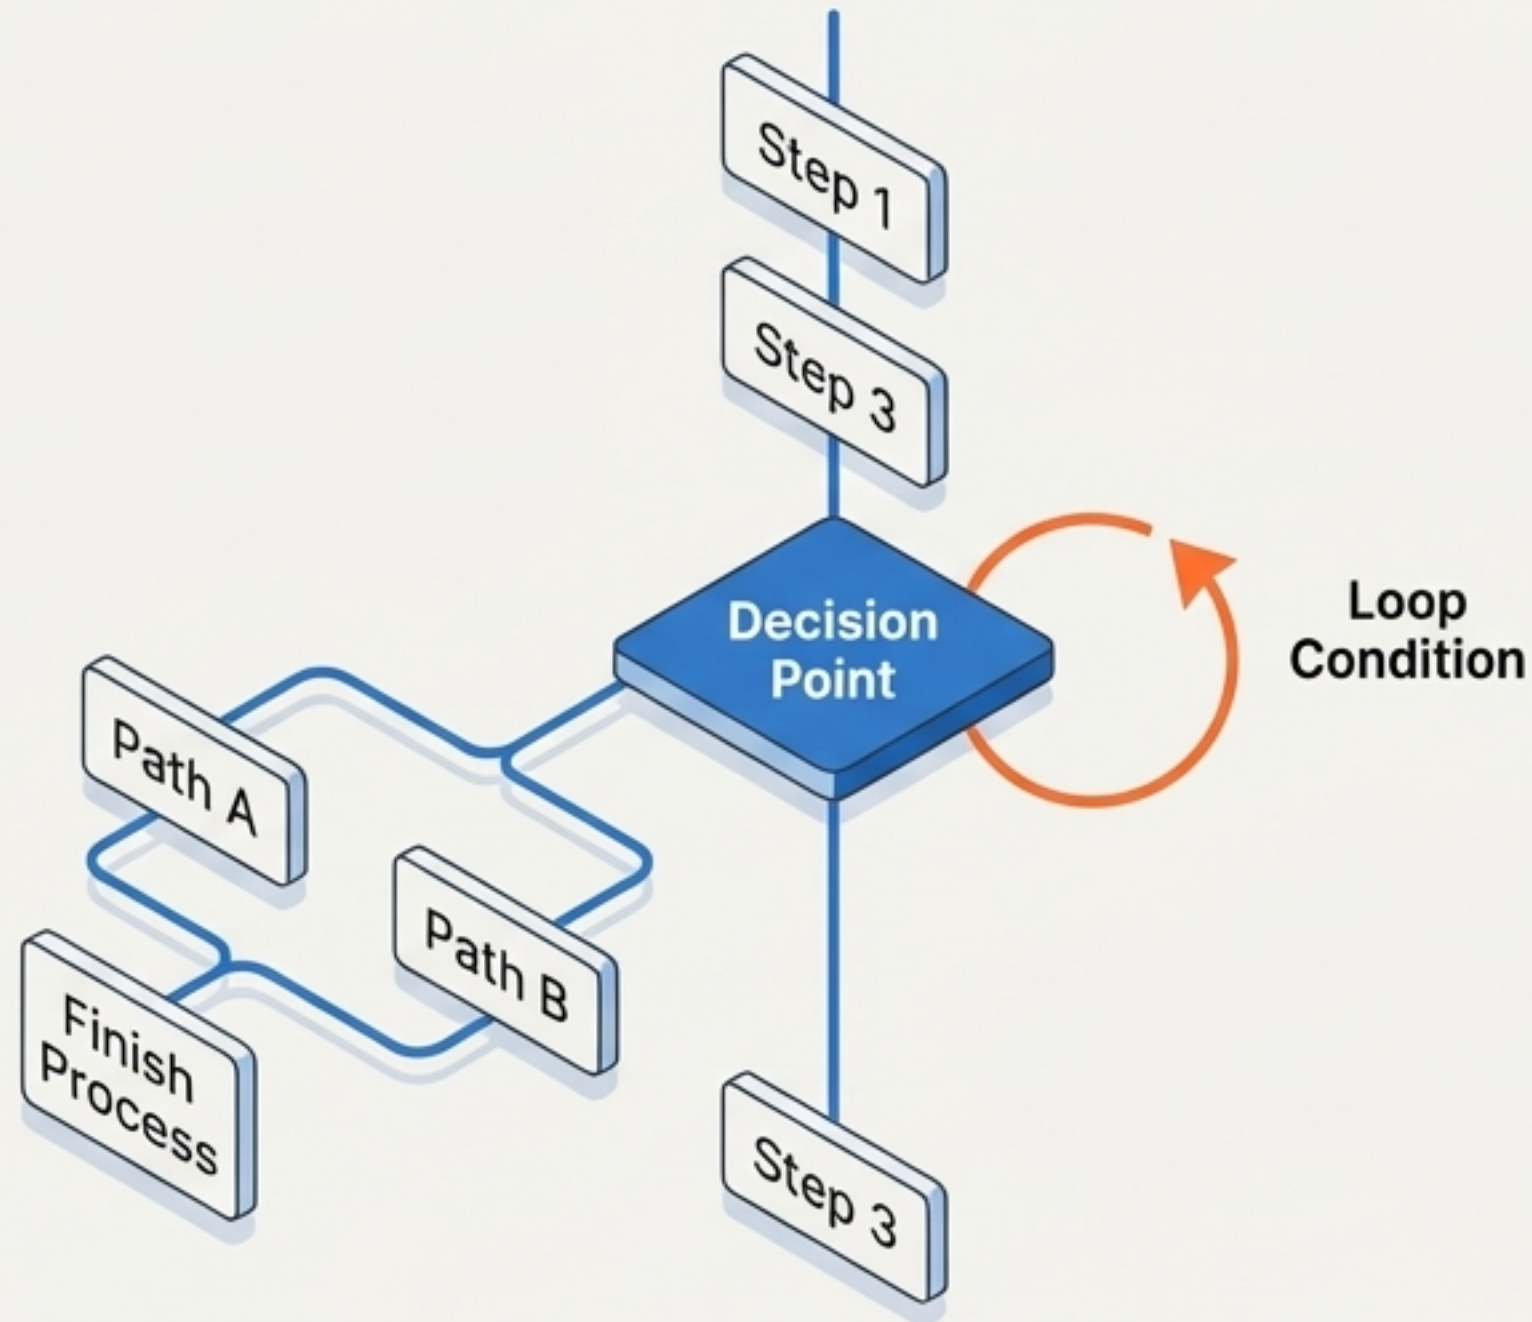 Step 1
Step 3
Decision
Point
Loop
Condition
Path A
Path B
Finish
Process
Step 3